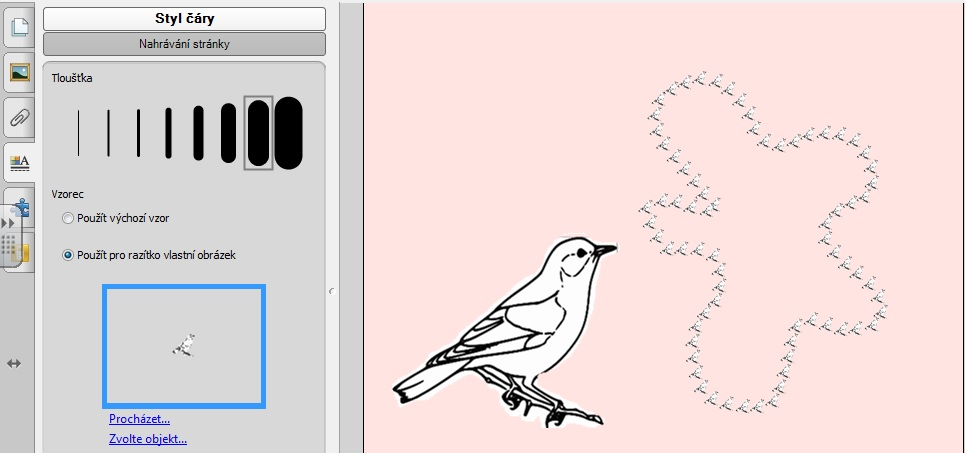 Styl čáry
Nahrávání stránky
Tloušťka
Vzorec
Použít výchozí vzor
Použít pro razítko vlastní obrázek
Procházet...
Zvolte objekt...